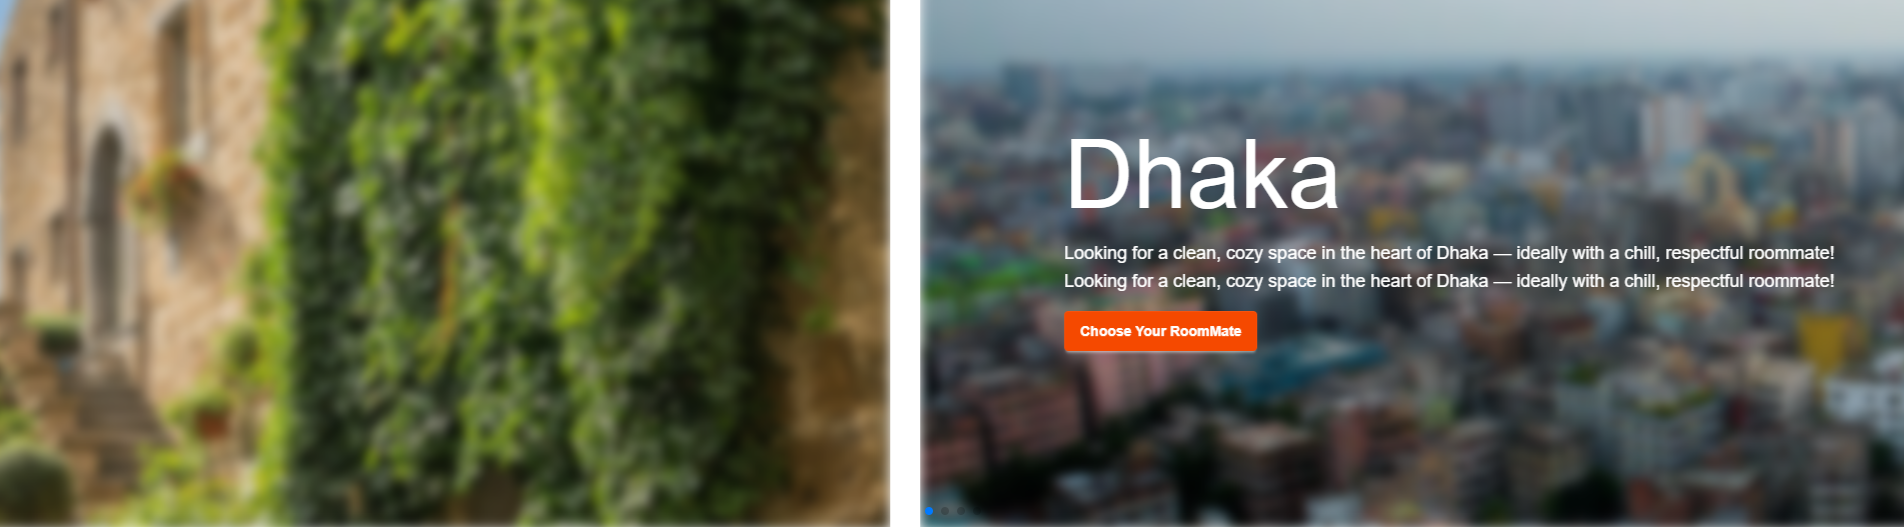 Dhaka
Looking for a clean, cozy space in the heart of Dhaka — ideally with a chill, respectful roommate!
Looking for a clean, cozy space in the heart of Dhaka — ideally with a chill, respectful roommate!
Choose Your RoomMate